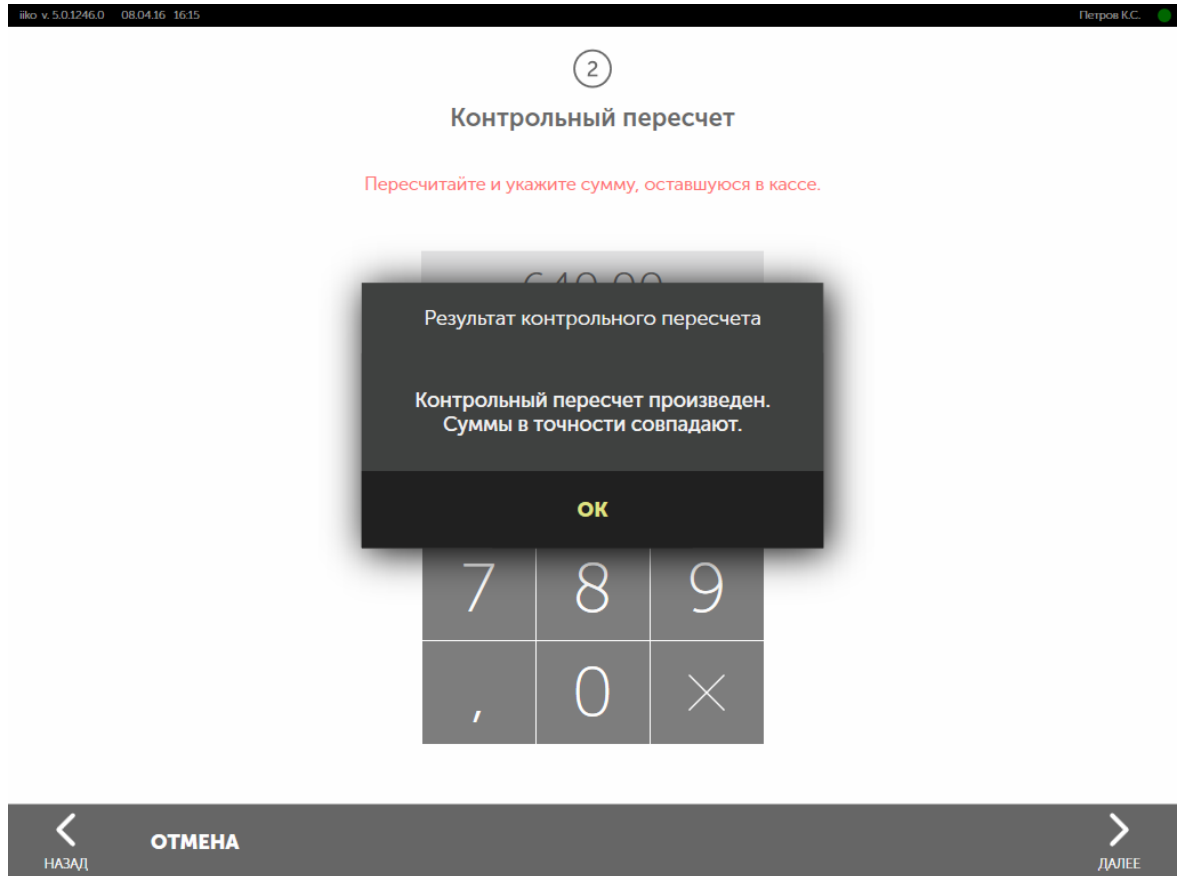 iiko v. 5.0.1246.0 08.04.16 16:15 Петров К.С.
2
Контрольный пересчет
Пересчитайте и укажите сумму, оставшуюся в кассе.
Результат контрольного пересчета
Контрольный пересчет произведен.
Суммы в точности совпадают.
ОК
7 8 9
, 0 ×
НАЗАД ОТМЕНА ДАЛЕЕ